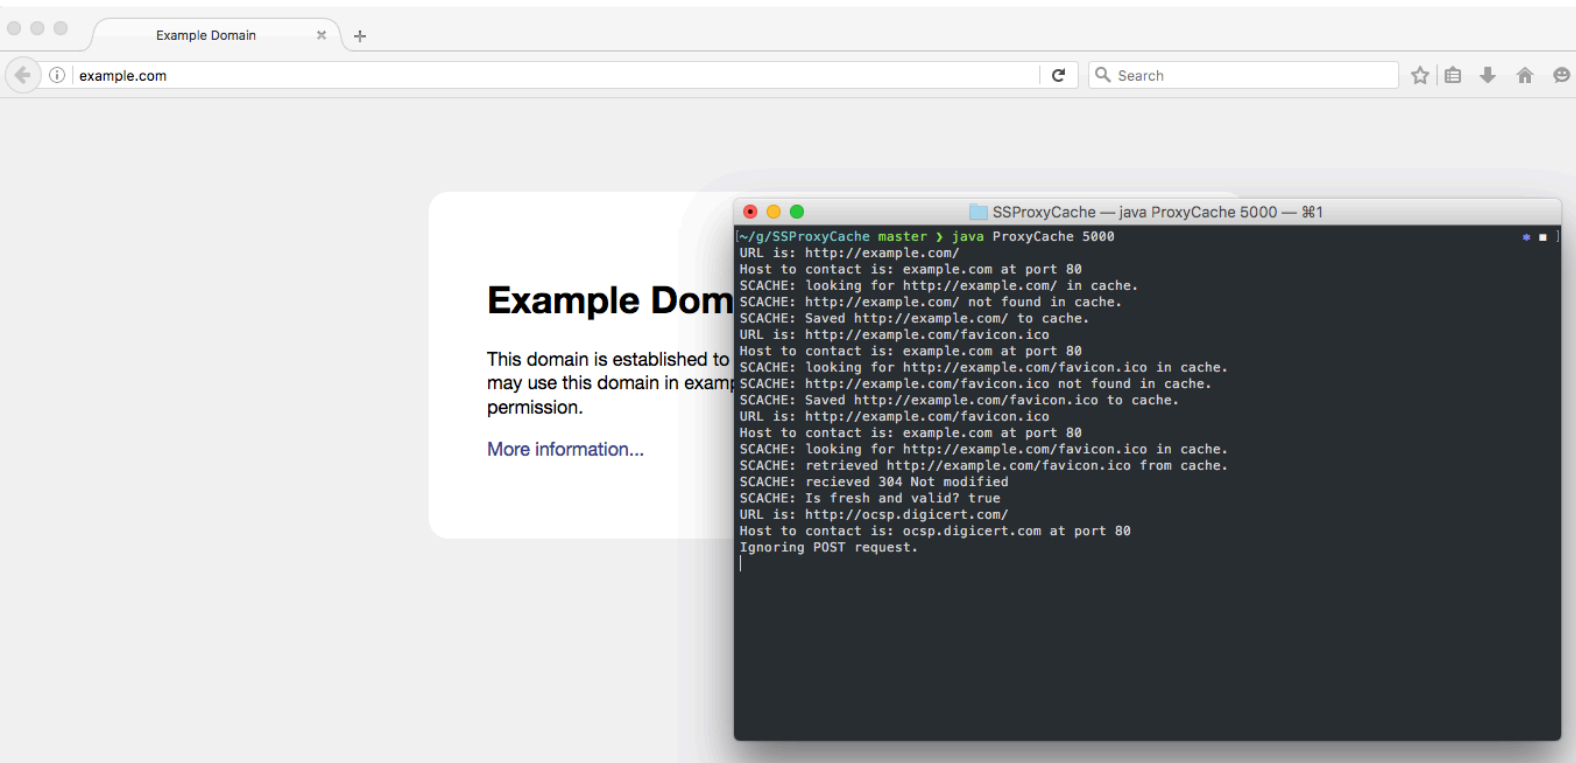 Example Domain
example.com
Search
Example Dom
This domain is established to
may use this domain in examp
permission.
More information...
SSProxyCache — java ProxyCache 5000 — ⌘1
[~/g/SSProxyCache master ❯ java ProxyCache 5000 ✱ ■ ]
URL is: http://example.com/
Host to contact is: example.com at port 80
SCACHE: looking for http://example.com/ in cache.
SCACHE: http://example.com/ not found in cache.
SCACHE: Saved http://example.com/ to cache.
URL is: http://example.com/favicon.ico
Host to contact is: example.com at port 80
SCACHE: looking for http://example.com/favicon.ico in cache.
SCACHE: http://example.com/favicon.ico not found in cache.
SCACHE: Saved http://example.com/favicon.ico to cache.
URL is: http://example.com/favicon.ico
Host to contact is: example.com at port 80
SCACHE: looking for http://example.com/favicon.ico in cache.
SCACHE: retrieved http://example.com/favicon.ico from cache.
SCACHE: recieved 304 Not modified
SCACHE: Is fresh and valid? true
URL is: http://ocsp.digicert.com/
Host to contact is: ocsp.digicert.com at port 80
Ignoring POST request.